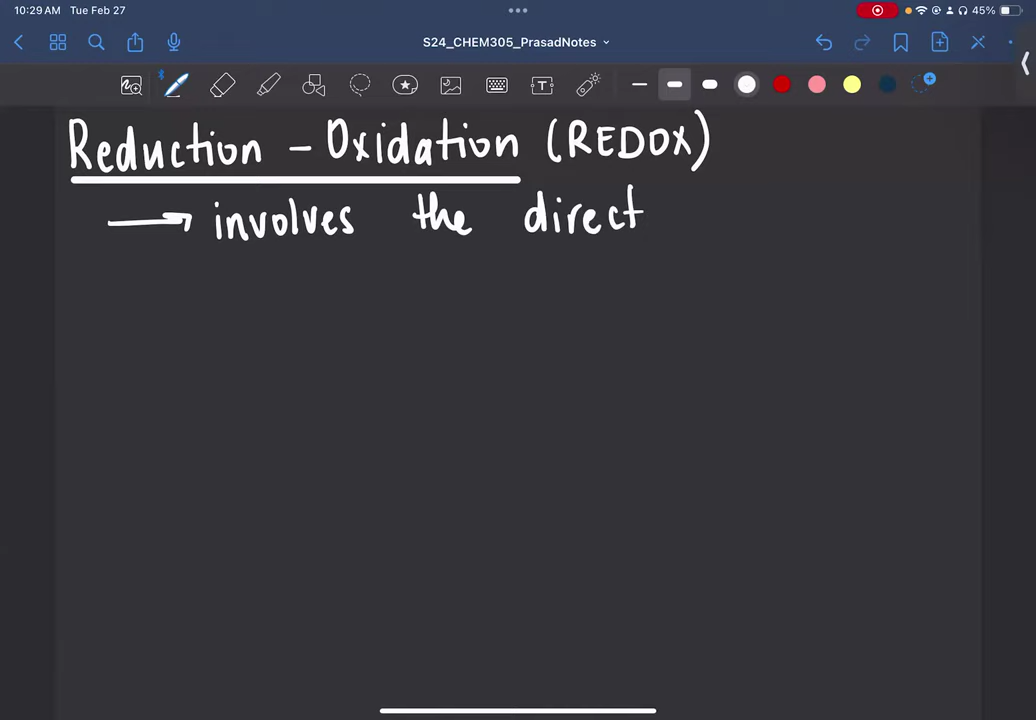 10:29 AM Tue Feb 27
45%
S24_CHEM305_PrasadNotes
Reduction - Oxidation (REDOX)
→ involves the direct